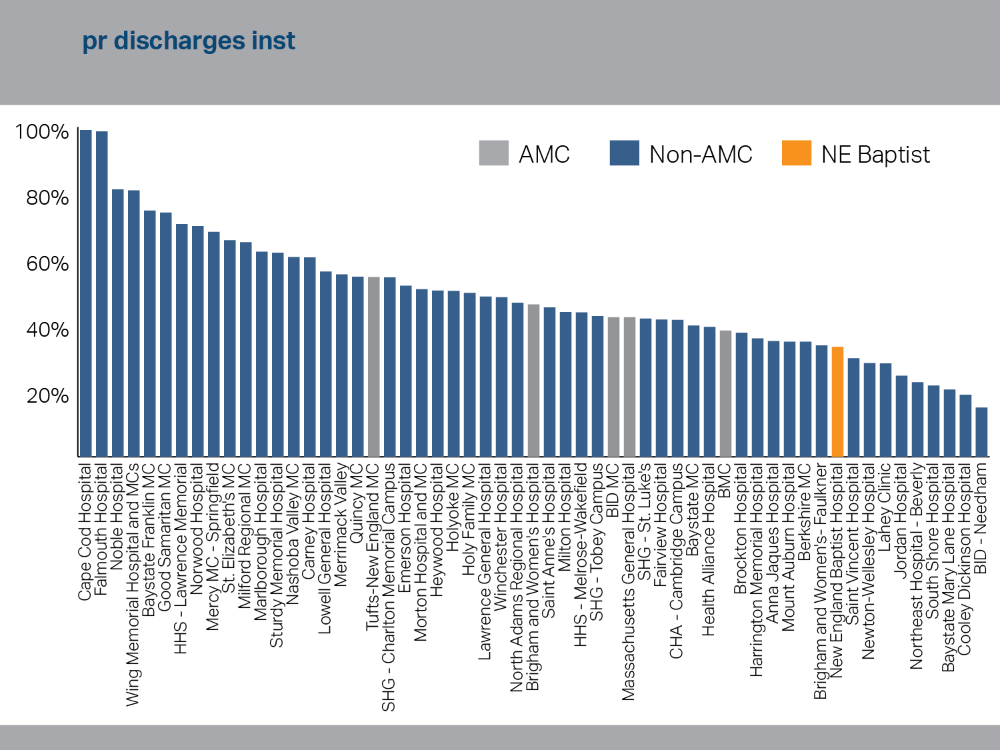 pr discharges inst
100%
80%
60%
40%
20%
AMC
Non-AMC
NE Baptist
Cape Cod Hospital
Falmouth Hospital
Noble Hospital
Wing Memorial Hospital and MCs
Baystate Franklin MC
Good Samaritan MC
HHS - Lawrence Memorial
Norwood Hospital
Mercy MC - Springfield
St. Elizabeth's MC
Milford Regional MC
Marlborough Hospital
Sturdy Memorial Hospital
Nashoba Valley MC
Carney Hospital
Lowell General Hospital
Merrimack Valley
Quincy MC
Tufts-New England MC
SHG - Charlton Memorial Campus
Emerson Hospital
Morton Hospital and MC
Heywood Hospital
Holyoke MC
Holy Family MC
Lawrence General Hospital
Winchester Hospital
North Adams Regional Hospital
Brigham and Women's Hospital
Saint Anne's Hospital
Milton Hospital
HHS - Melrose-Wakefield
SHG - Tobey Campus
BID MC
Massachusetts General Hospital
SHG - St. Luke's
Fairview Hospital
CHA - Cambridge Campus
Baystate MC
Health Alliance Hospital
BMC
Brockton Hospital
Harrington Memorial Hospital
Anna Jaques Hospital
Mount Auburn Hospital
Berkshire MC
Brigham and Women's- Faulkner
New England Baptist Hospital
Saint Vincent Hospital
Newton-Wellesley Hospital
Lahey Clinic
Jordan Hospital
Northeast Hospital - Beverly
South Shore Hospital
Baystate Mary Lane Hospital
Cooley Dickinson Hospital
BID - Needham